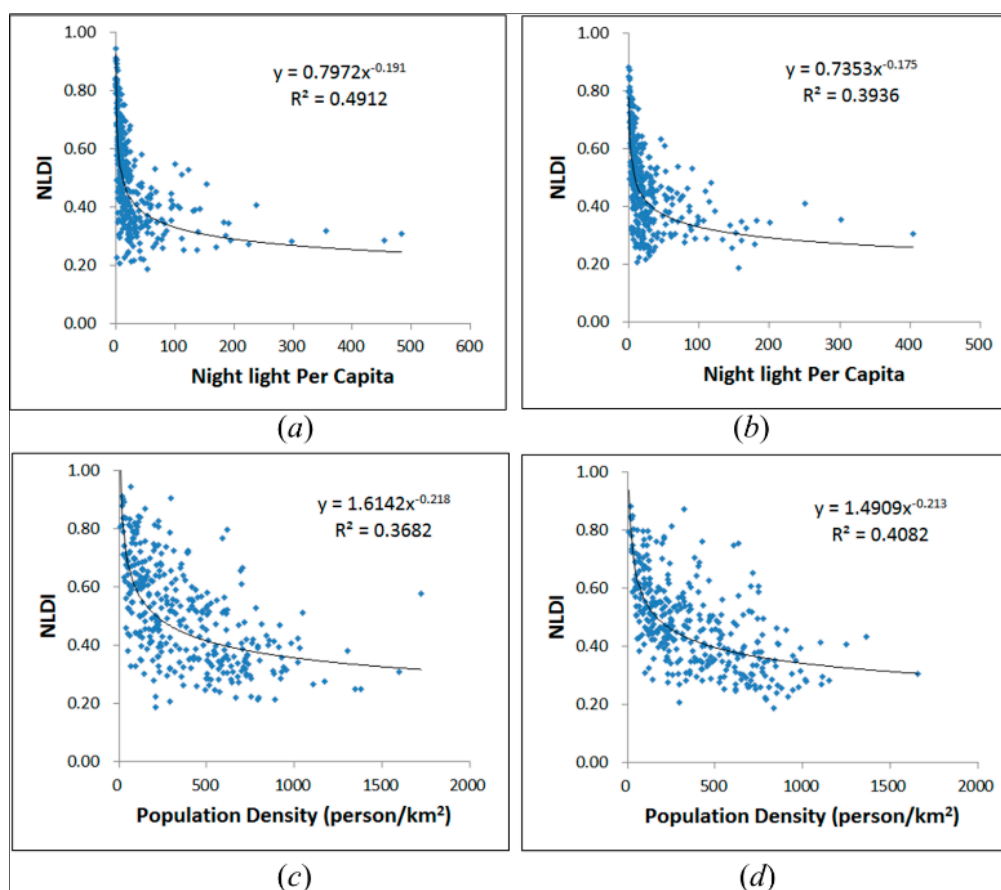 1.00
0.80
0.60
0.40
0.20
0.00
NLDI
y = 0.7972x^-0.191
R² = 0.4912
0 100 200 300 400 500 600
Night light Per Capita
(a)
1.00
0.80
0.60
0.40
0.20
0.00
NLDI
y = 0.7353x^-0.175
R² = 0.3936
0 100 200 300 400 500
Night light Per Capita
(b)
1.00
0.80
0.60
0.40
0.20
0.00
NLDI
y = 1.6142x^-0.218
R² = 0.3682
0 500 1000 1500 2000
Population Density (person/km²)
(c)
1.00
0.80
0.60
0.40
0.20
0.00
NLDI
y = 1.4909x^-0.213
R² = 0.4082
0 500 1000 1500 2000
Population Density (person/km²)
(d)